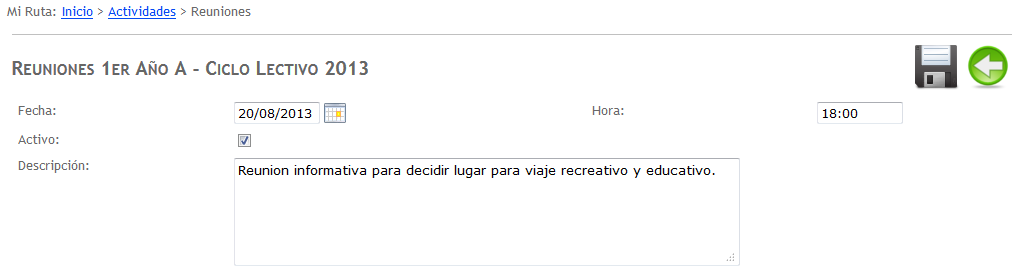 Mi Ruta: Inicio > Actividades > Reuniones
Reuniones 1er Año A - Ciclo Lectivo 2013
Fecha: 20/08/2013 Hora: 18:00
Activo:
Descripción: Reunion informativa para decidir lugar para viaje recreativo y educativo.